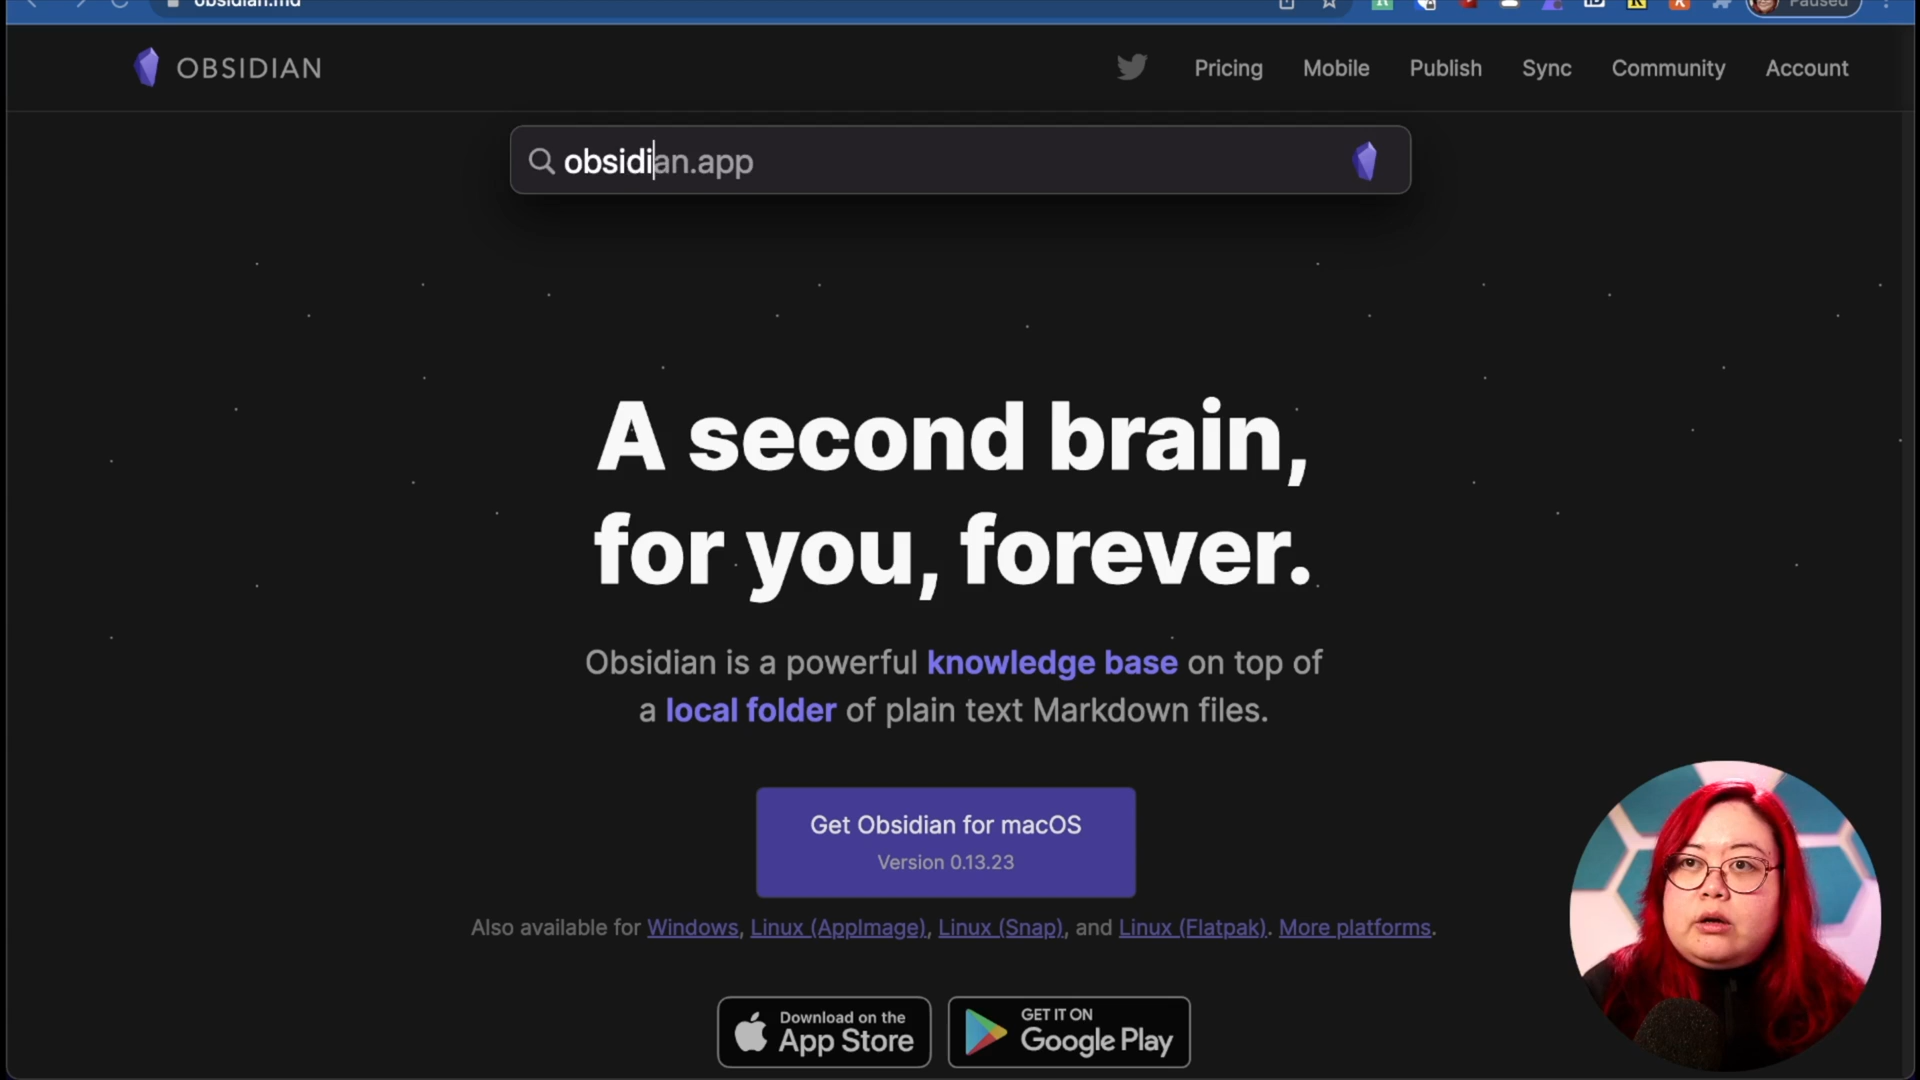 obsidian.md
Paused
OBSIDIAN
Pricing
Mobile
Publish
Sync
Community
Account
obsidian.app
A second brain,
for you, forever.
Obsidian is a powerful knowledge base on top of
a local folder of plain text Markdown files.
Get Obsidian for macOS
Version 0.13.23
Also available for Windows, Linux (AppImage), Linux (Snap), and Linux (Flatpak). More platforms.
Download on the
App Store
GET IT ON
Google Play